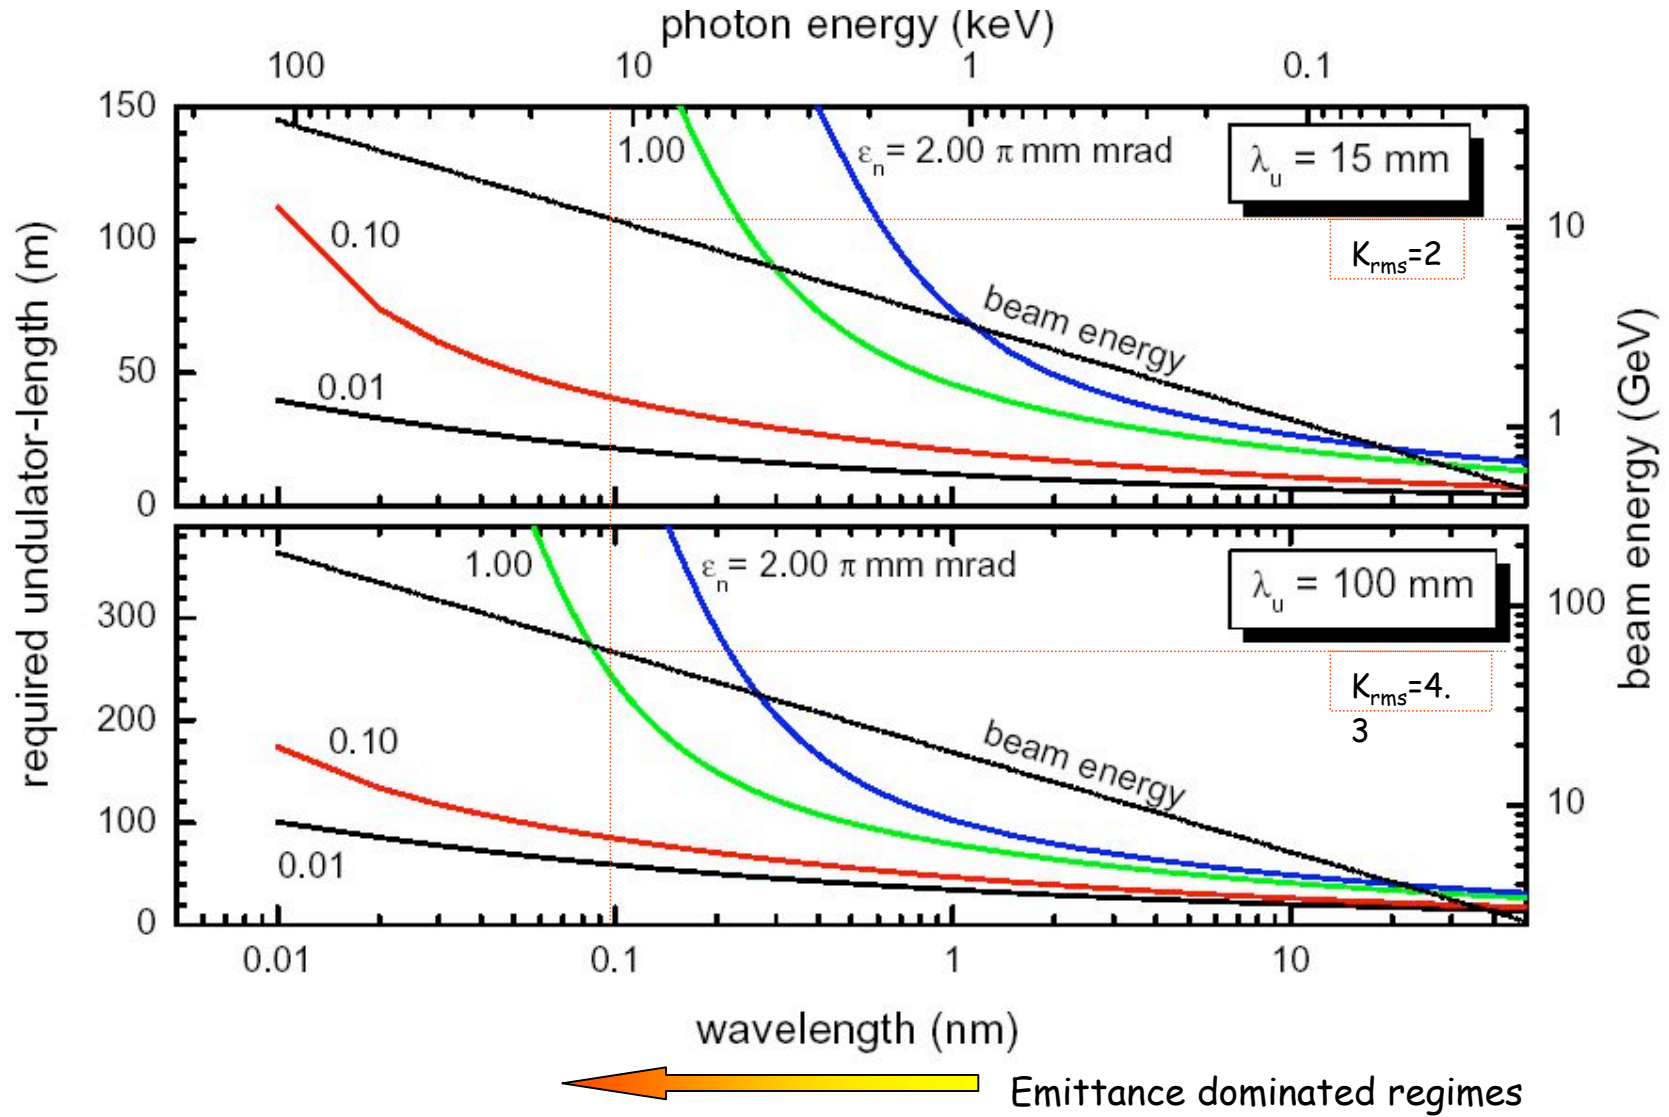 photon energy (keV)
100 10 1 0.1
150
100
50
0
1.00
εn= 2.00 π mm mrad
λu = 15 mm
0.10
0.01
beam energy
Krms=2
10
1
required undulator-length (m)
beam energy (GeV)
300
200
100
0
1.00
εn= 2.00 π mm mrad
λu = 100 mm
0.10
0.01
beam energy
Krms=4.
3
100
10
0.01 0.1 1 10
wavelength (nm)
Emittance dominated regimes